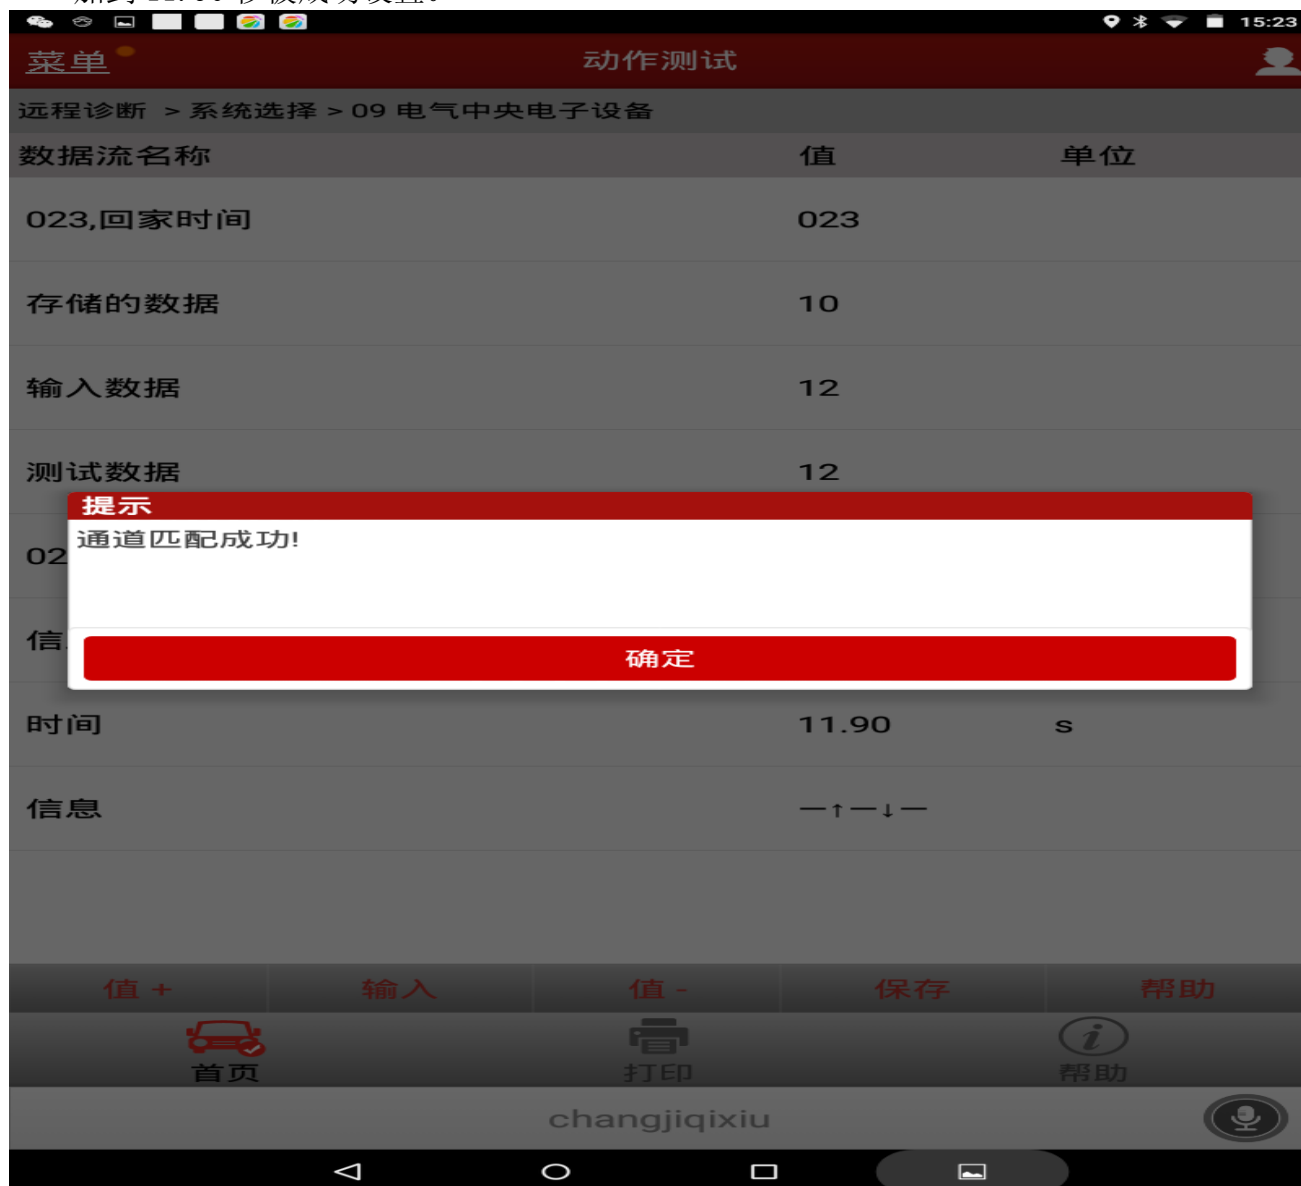 15:23
菜单
动作测试
远程诊断 > 系统选择 > 09 电气中央电子设备
数据流名称 值 单位
023,回家时间 023
存储的数据 10
输入数据 12
测试数据 12
提示
通道匹配成功!
02
信
确定
时间 11.90 s
信息 —↑—↓—
值 + 输入 值 - 保存 帮助
首页 打印 帮助
changjiqixiu